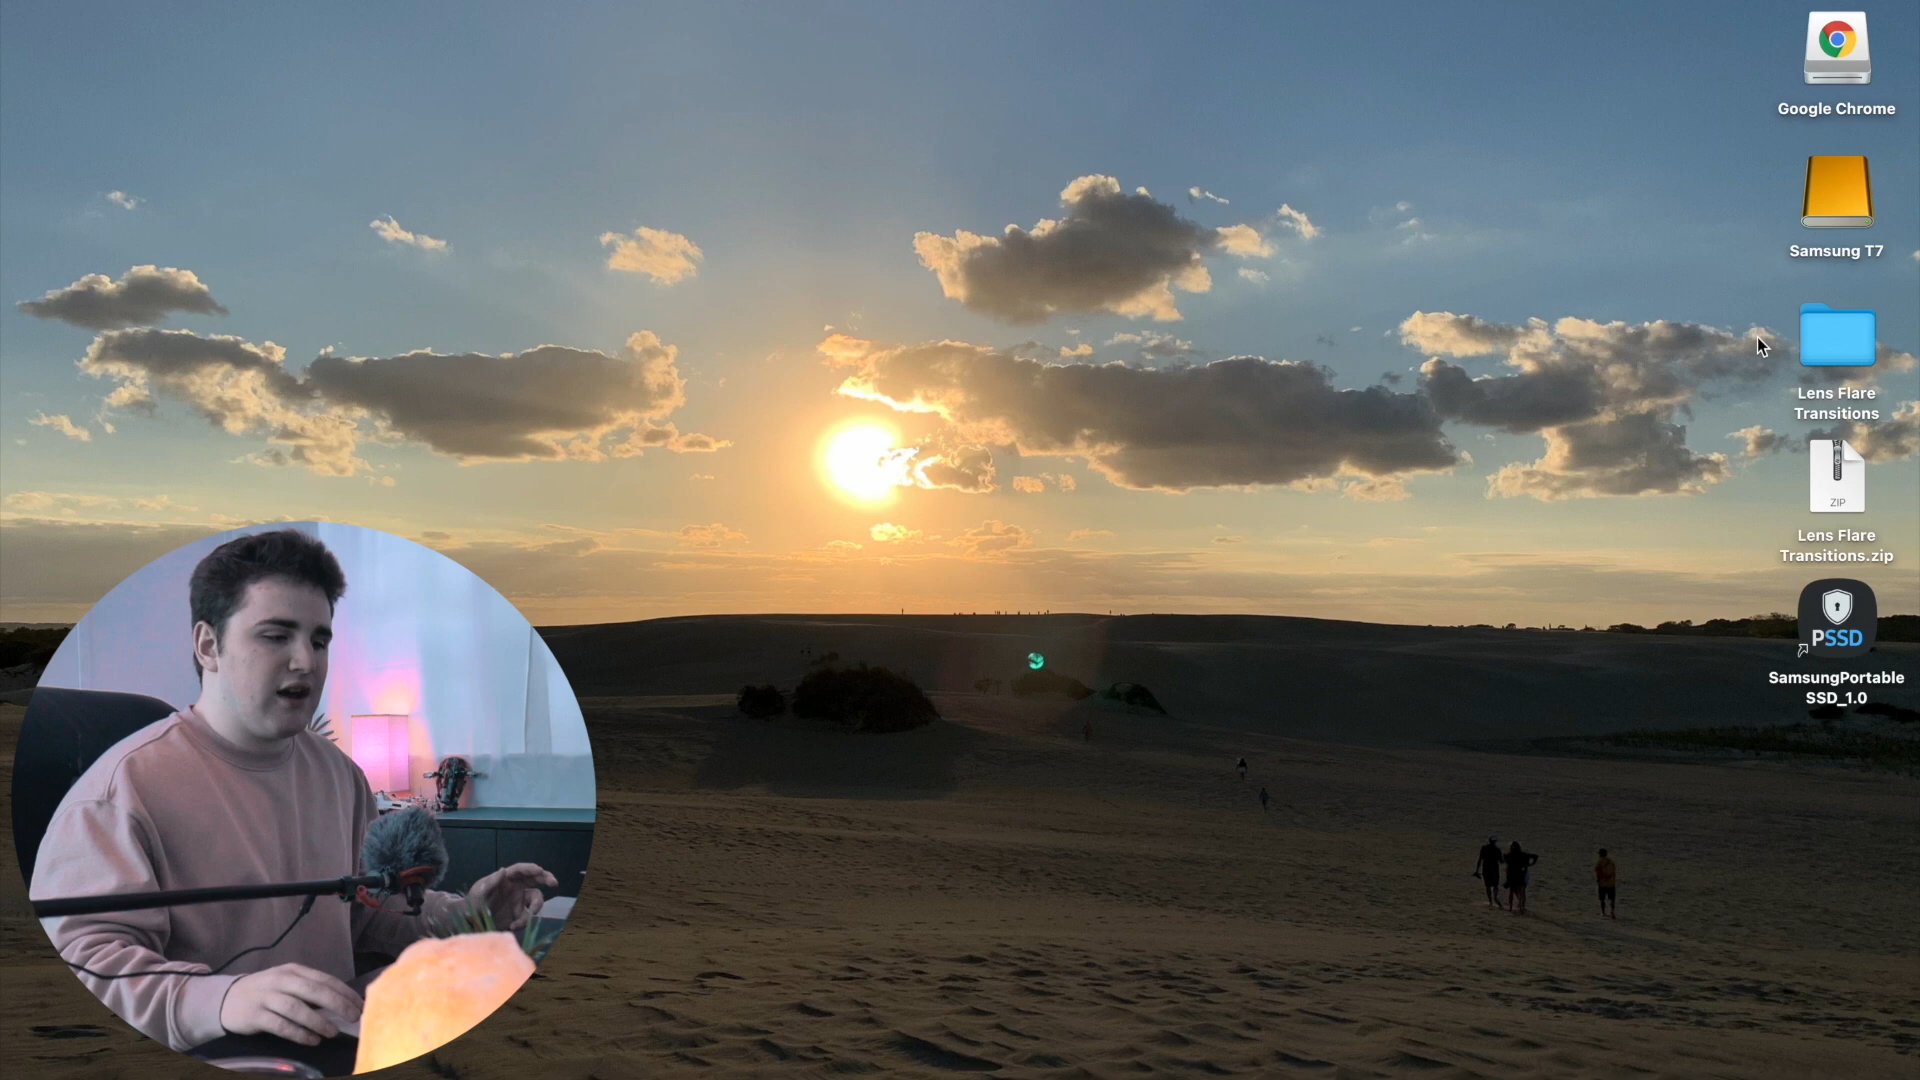 Google Chrome
Samsung T7
Lens Flare
Transitions
ZIP
Lens Flare
Transitions.zip
PSSD
SamsungPortable
SSD_1.0